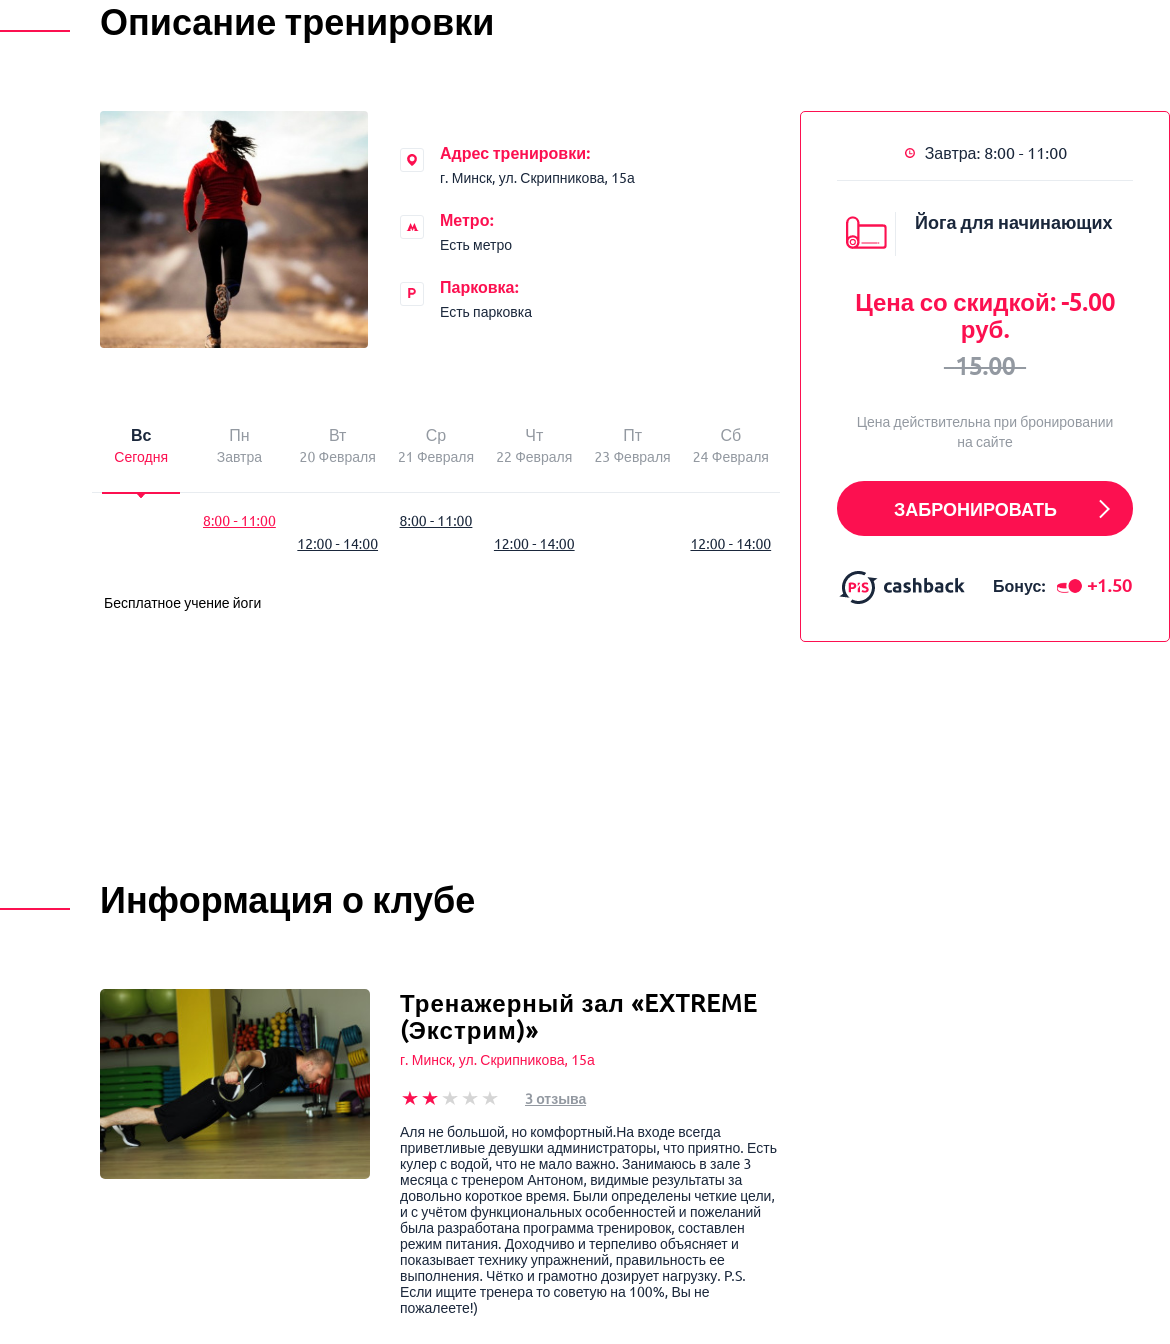 Описание тренировки
Адрес тренировки:
г. Минск, ул. Скрипникова, 15а
Метро:
Есть метро
P
Парковка:
Есть парковка
Завтра: 8:00 - 11:00
Йога для начинающих
Цена со скидкой: -5.00
руб.
15.00
Цена действительна при бронировании
на сайте
ЗАБРОНИРОВАТЬ
PiS cashback
Бонус: +1.50
Вс Пн Вт Ср Чт Пт Сб
Сегодня Завтра 20 Февраля 21 Февраля 22 Февраля 23 Февраля 24 Февраля
8:00 - 11:00 8:00 - 11:00
12:00 - 14:00 12:00 - 14:00 12:00 - 14:00
Бесплатное учение йоги
Информация о клубе
Тренажерный зал «EXTREME
(Экстрим)»
г. Минск, ул. Скрипникова, 15а
3 отзыва
Аля не большой, но комфортный.На входе всегда
приветливые девушки администраторы, что приятно. Есть
кулер с водой, что не мало важно. Занимаюсь в зале 3
месяца с тренером Антоном, видимые результаты за
довольно короткое время. Были определены четкие цели,
и с учётом функциональных особенностей и пожеланий
была разработана программа тренировок, составлен
режим питания. Доходчиво и терпеливо объясняет и
показывает технику упражнений, правильность ее
выполнения. Чётко и грамотно дозирует нагрузку. P.S.
Если ищите тренера то советую на 100%, Вы не
пожалеете!)